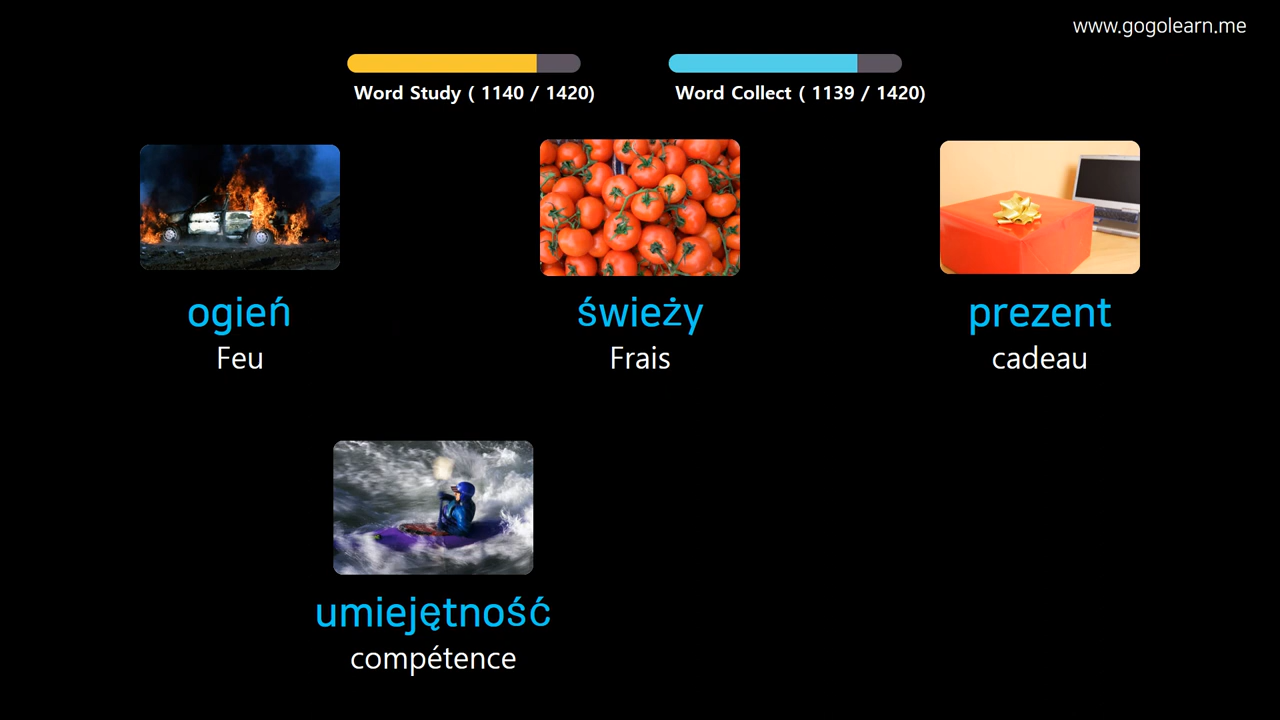 www.gogolearn.me
Word Study ( 1140 / 1420)
Word Collect ( 1139 / 1420)
ogień
Feu
świeży
Frais
prezent
cadeau
umiejętność
compétence